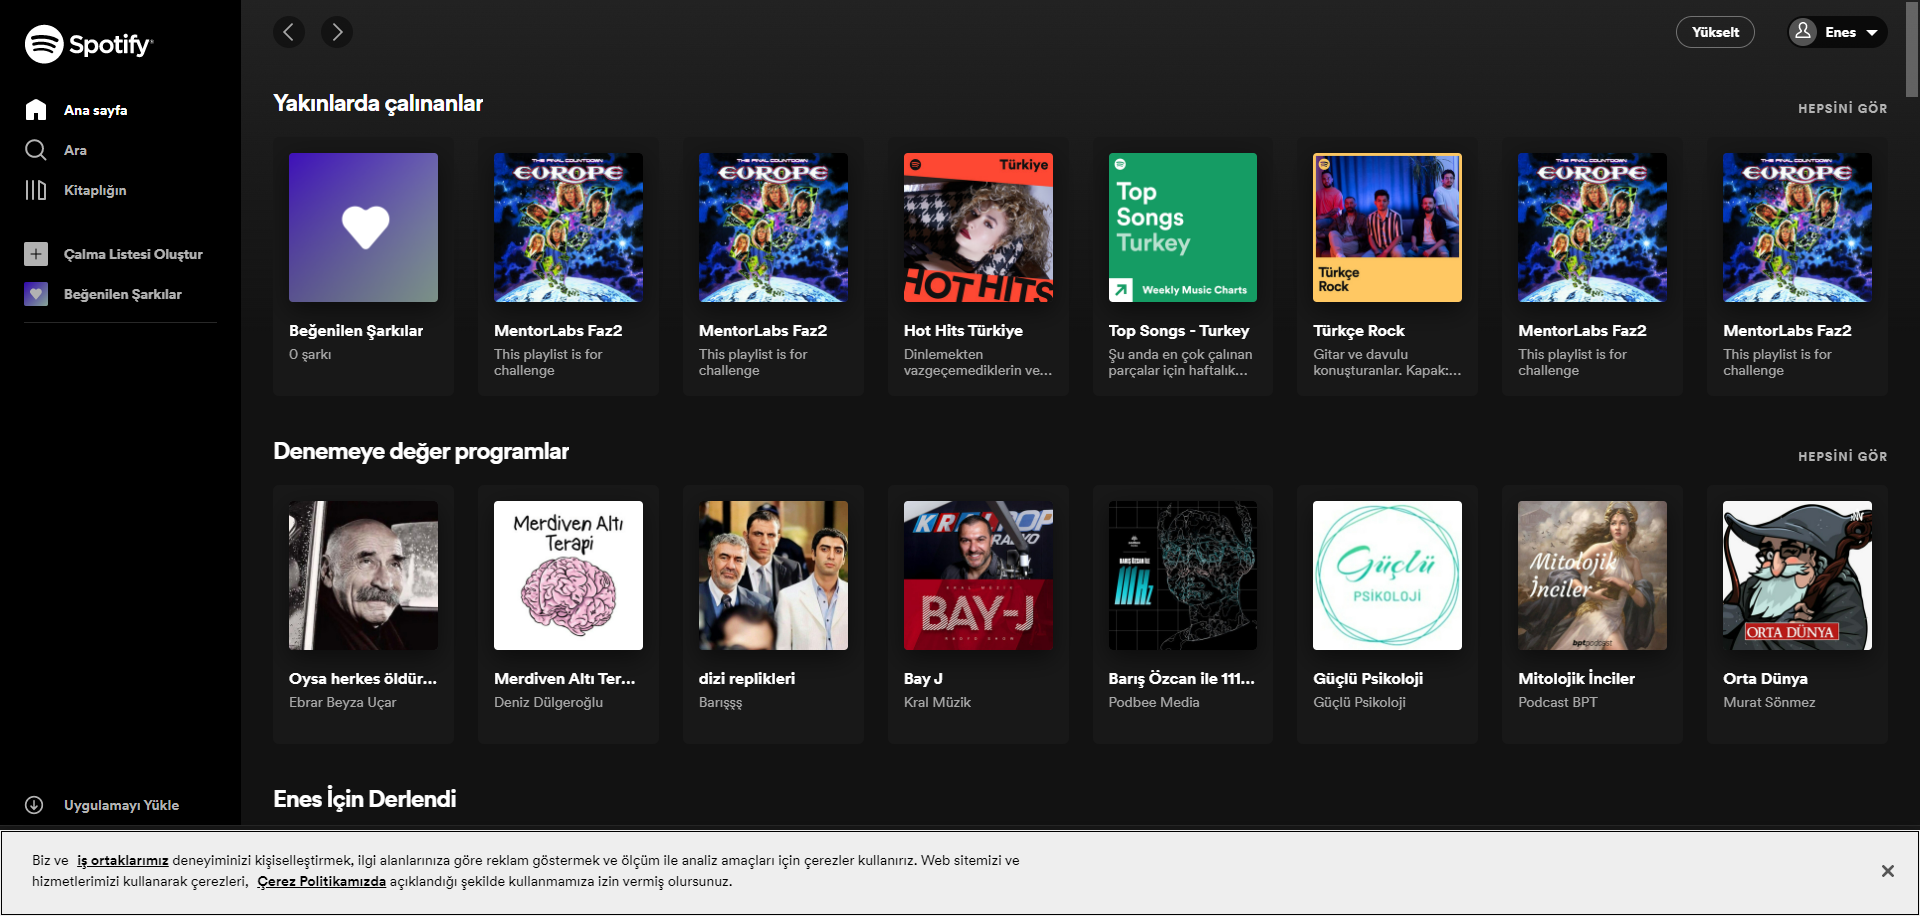 Spotify
Yükselt
Enes
Ana sayfa
Ara
Kitaplığın
Çalma Listesi Oluştur
Beğenilen Şarkılar
Uygulamayı Yükle
Yakınlarda çalınanlar
HEPSİNİ GÖR
THE FINAL COUNTDOWN
EUROPE
THE FINAL COUNTDOWN
EUROPE
Türkiye
HOT HITS
Top
Songs
Turkey
Weekly Music Charts
Türkçe
Rock
THE FINAL COUNTDOWN
EUROPE
THE FINAL COUNTDOWN
EUROPE
Beğenilen Şarkılar
0 şarkı
MentorLabs Faz2
This playlist is for
challenge
MentorLabs Faz2
This playlist is for
challenge
Hot Hits Türkiye
Dinlemekten
vazgeçemediklerin ve...
Top Songs - Turkey
Şu anda en çok çalınan
parçalar için haftalık...
Türkçe Rock
Gitar ve davulu
konuşturanlar. Kapak:...
MentorLabs Faz2
This playlist is for
challenge
MentorLabs Faz2
This playlist is for
challenge
Denemeye değer programlar
HEPSİNİ GÖR
Merdiven Altı
Terapi
KRAL POP
RADYO
BAY-J
RADYO SHOW
BARIŞ ÖZCAN İLE
111 Hz
Güçlü
PSİKOLOJİ
Mitolojik
İnciler
bptpodcast
ORTA DÜNYA
Oysa herkes öldür...
Ebrar Beyza Uçar
Merdiven Altı Ter...
Deniz Dülgeroğlu
dizi replikleri
Barışşş
Bay J
Kral Müzik
Barış Özcan ile 111...
Podbee Media
Güçlü Psikoloji
Güçlü Psikoloji
Mitolojik İnciler
Podcast BPT
Orta Dünya
Murat Sönmez
Enes İçin Derlendi
Biz ve iş ortaklarımız deneyiminizi kişiselleştirmek, ilgi alanlarınıza göre reklam göstermek ve ölçüm ile analiz amaçları için çerezler kullanırız. Web sitemizi ve
hizmetlerimizi kullanarak çerezleri, Çerez Politikamızda açıklandığı şekilde kullanmamıza izin vermiş olursunuz.